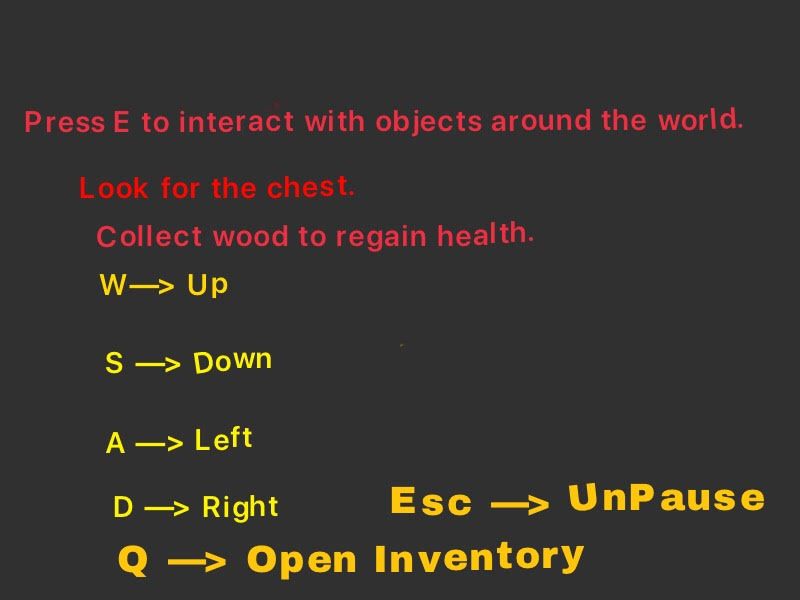 Press E to interact with objects around the world.
Look for the chest.
Collect wood to regain health.
W—> Up
S —> Down
A —> Left
D —> Right
Esc —> UnPause
Q —> Open Inventory